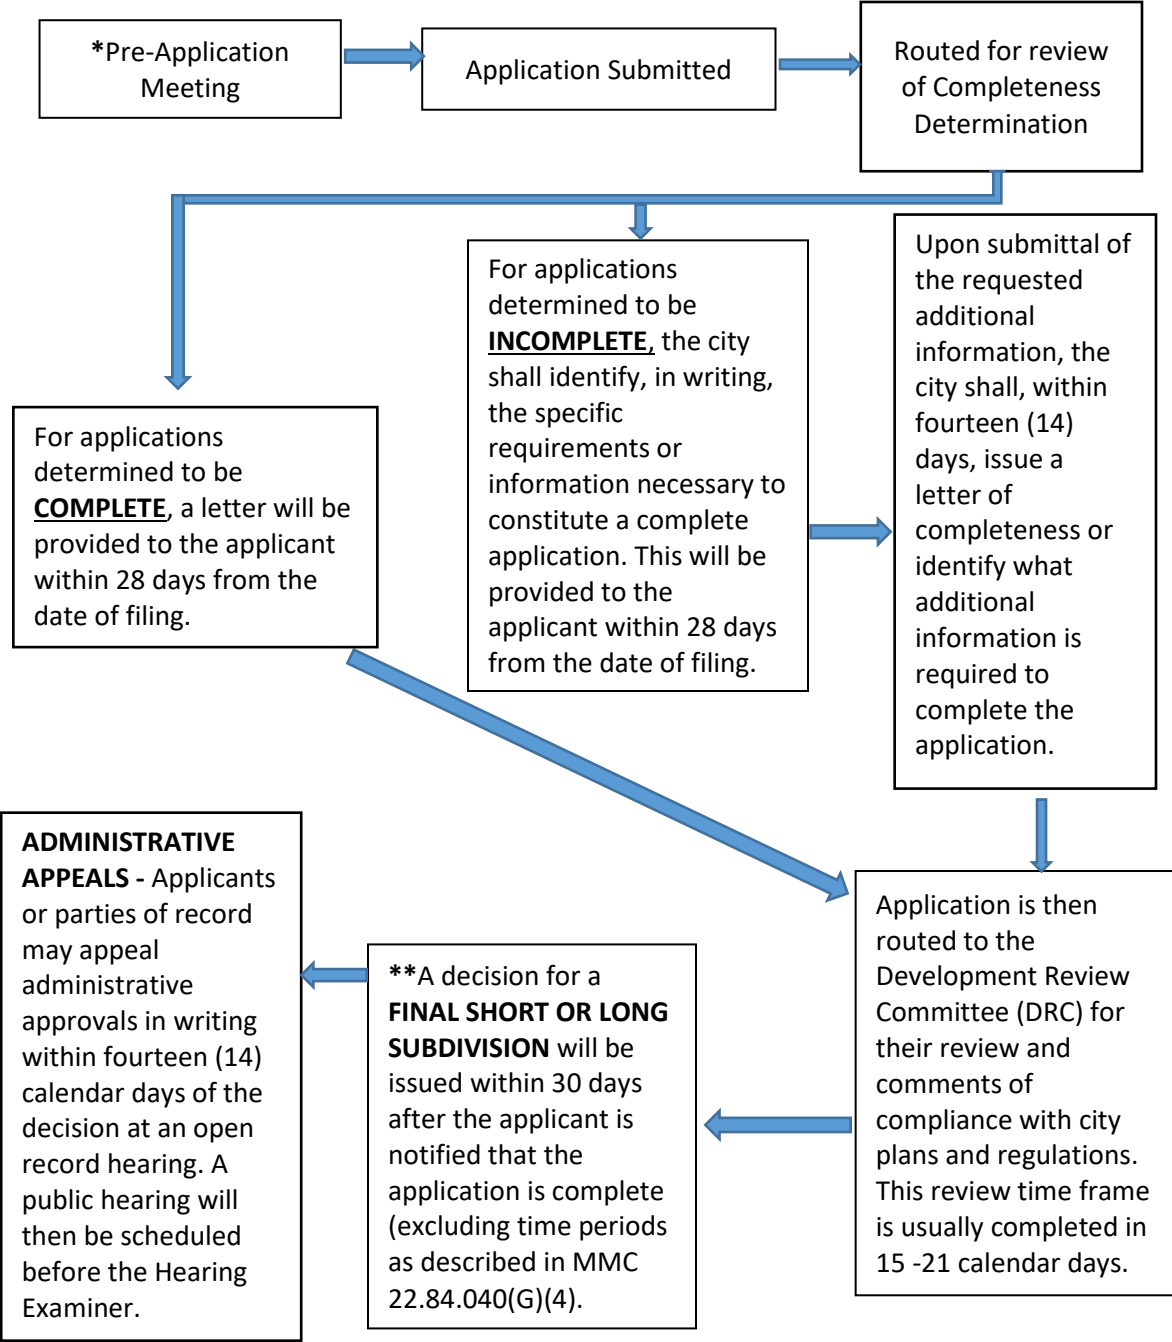 *Pre-Application
Meeting
Application Submitted
Routed for review
of Completeness
Determination
For applications
determined to be
COMPLETE, a letter will be
provided to the applicant
within 28 days from the
date of filing.
For applications
determined to be
INCOMPLETE, the city
shall identify, in writing,
the specific
requirements or
information necessary to
constitute a complete
application. This will be
provided to the
applicant within 28 days
from the date of filing.
Upon submittal of
the requested
additional
information, the
city shall, within
fourteen (14)
days, issue a
letter of
completeness or
identify what
additional
information is
required to
complete the
application.
Application is then
routed to the
Development Review
Committee (DRC) for
their review and
comments of
compliance with city
plans and regulations.
This review time frame
is usually completed in
15 -21 calendar days.
**A decision for a
FINAL SHORT OR LONG
SUBDIVISION will be
issued within 30 days
after the applicant is
notified that the
application is complete
(excluding time periods
as described in MMC
22.84.040(G)(4).
ADMINISTRATIVE
APPEALS - Applicants
or parties of record
may appeal
administrative
approvals in writing
within fourteen (14)
calendar days of the
decision at an open
record hearing. A
public hearing will
then be scheduled
before the Hearing
Examiner.